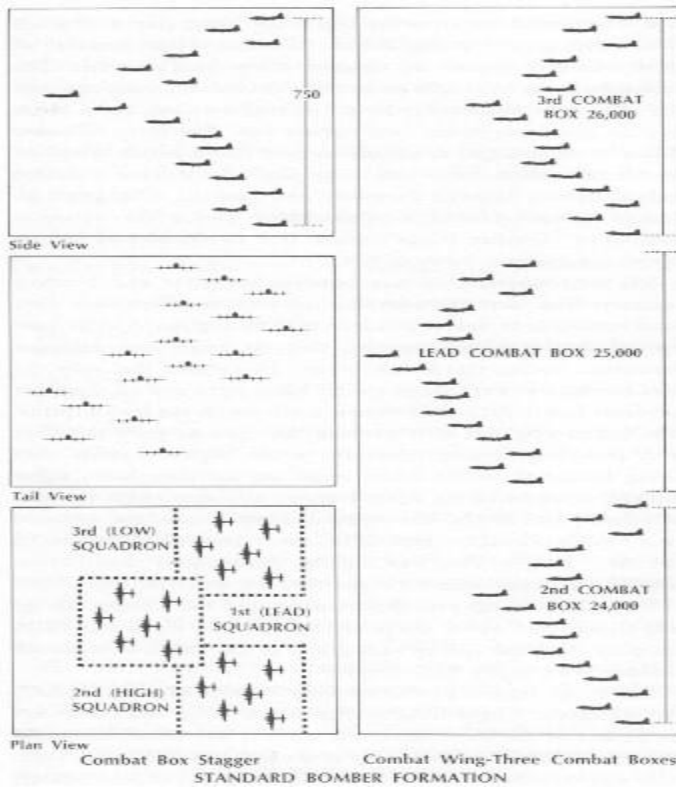 750
Side View
Tail View
3rd (LOW)
SQUADRON
1st (LEAD)
SQUADRON
2nd (HIGH)
SQUADRON
Plan View
Combat Box Stagger
3rd COMBAT
BOX 26,000
LEAD COMBAT BOX 25,000
2nd COMBAT
BOX 24,000
Combat Wing-Three Combat Boxes
STANDARD BOMBER FORMATION